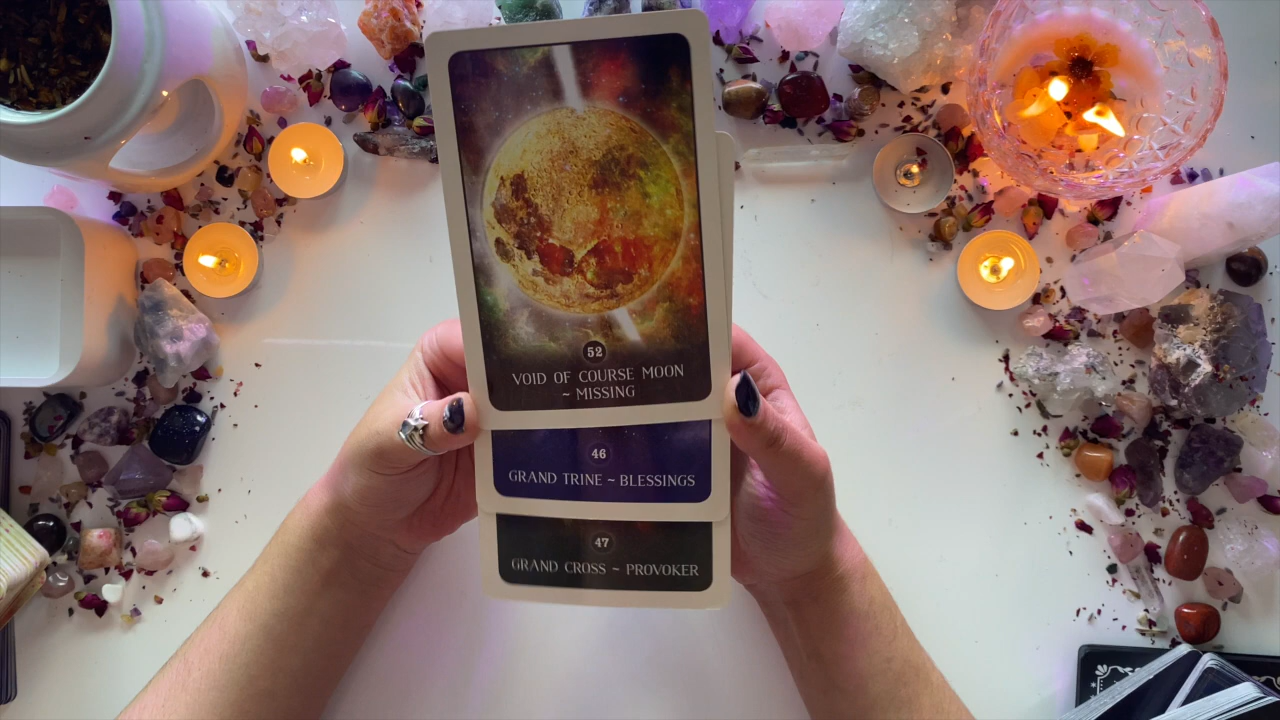 52
VOID OF COURSE MOON
~ MISSING
46
GRAND TRINE ~ BLESSINGS
47
GRAND CROSS ~ PROVOKER